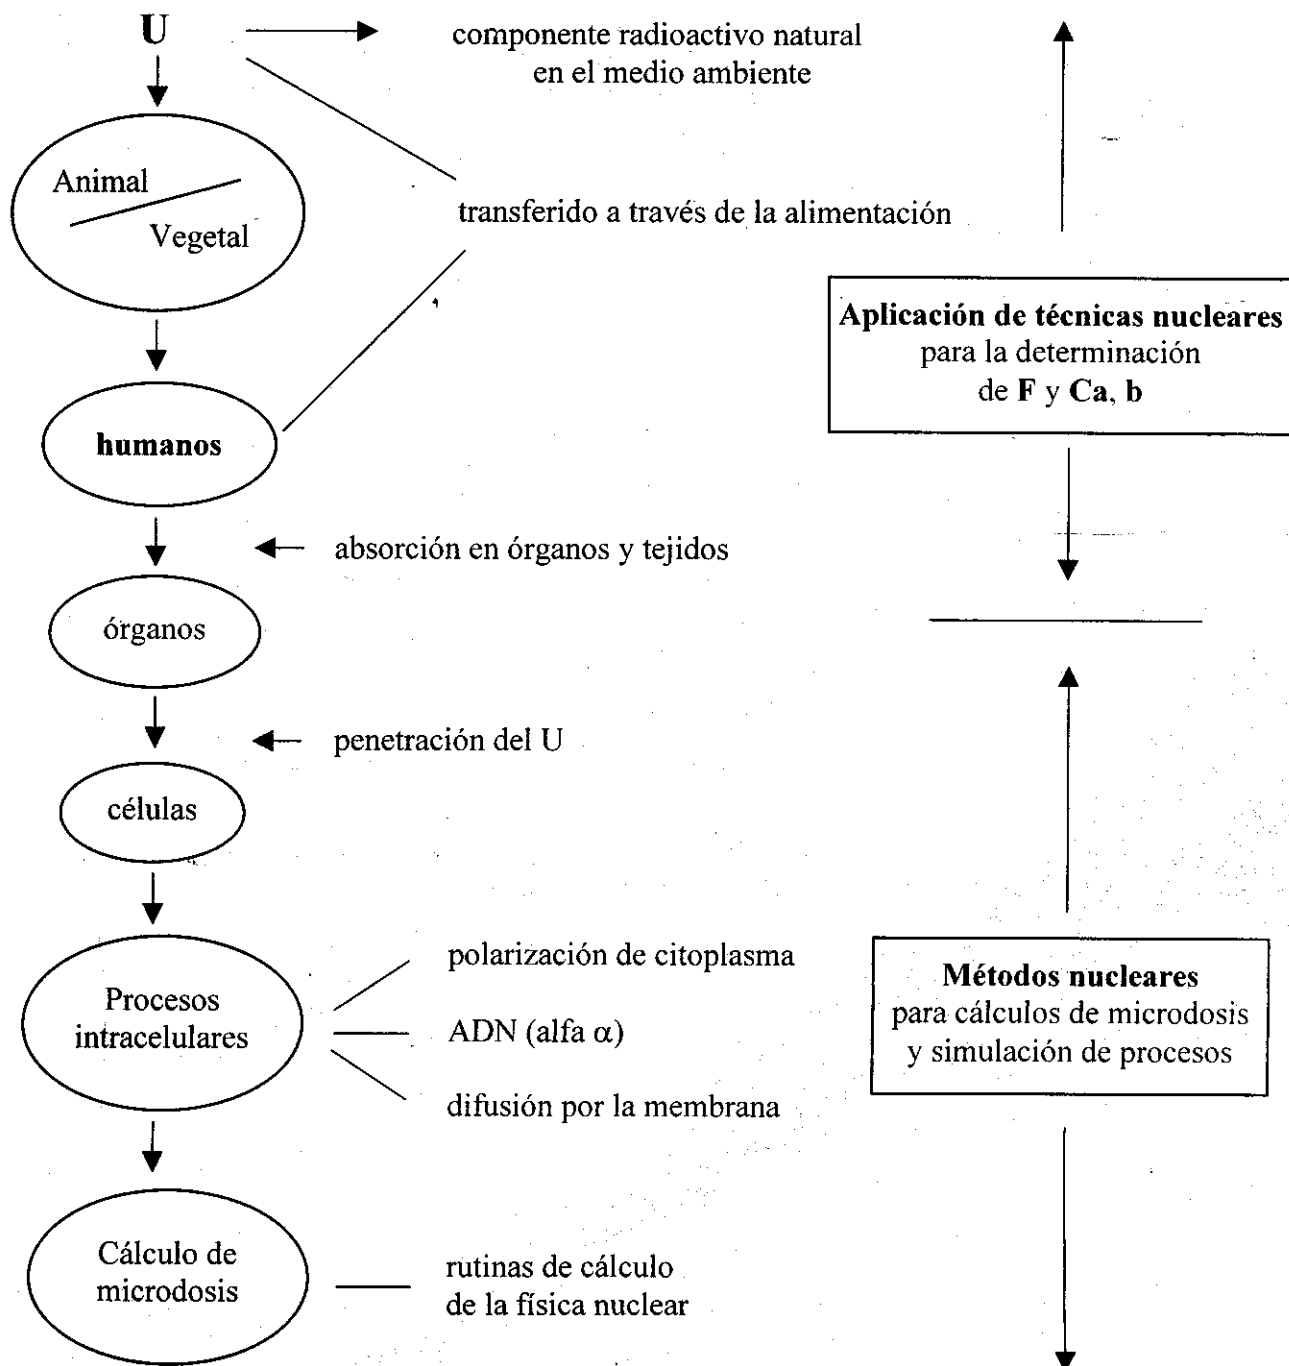 U
componente radioactivo natural
en el medio ambiente
Animal
Vegetal
transferido a través de la alimentación
Aplicación de técnicas nucleares
para la determinación
de F y Ca, b
humanos
absorción en órganos y tejidos
órganos
penetración del U
células
Procesos
intracelulares
polarización de citoplasma
ADN (alfa α)
difusión por la membrana
Métodos nucleares
para cálculos de microdosis
y simulación de procesos
Cálculo de
microdosis
rutinas de cálculo
de la física nuclear